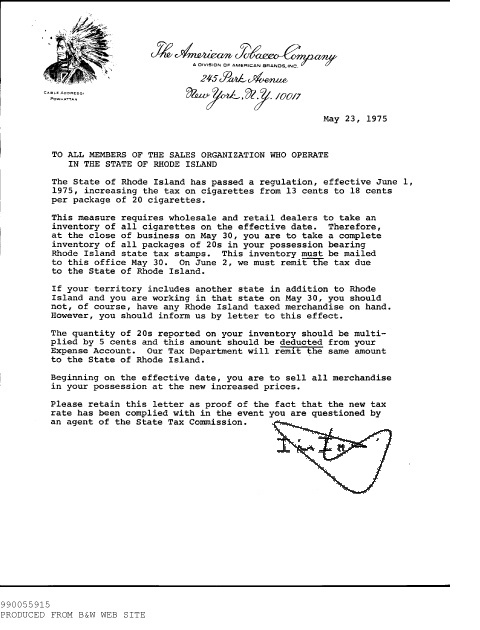 The American Tobacco Company
A DIVISION OF AMERICAN BRANDS, INC.
245 Park Avenue
New York, N.Y. 10017
CABLE ADDRESS:
POWHATTAN
May 23, 1975
TO ALL MEMBERS OF THE SALES ORGANIZATION WHO OPERATE
IN THE STATE OF RHODE ISLAND
The State of Rhode Island has passed a regulation, effective June 1,
1975, increasing the tax on cigarettes from 13 cents to 18 cents
per package of 20 cigarettes.
This measure requires wholesale and retail dealers to take an
inventory of all cigarettes on the effective date. Therefore,
at the close of business on May 30, you are to take a complete
inventory of all packages of 20s in your possession bearing
Rhode Island state tax stamps. This inventory must be mailed
to this office May 30. On June 2, we must remit the tax due
to the State of Rhode Island.
If your territory includes another state in addition to Rhode
Island and you are working in that state on May 30, you should
not, of course, have any Rhode Island taxed merchandise on hand.
However, you should inform us by letter to this effect.
The quantity of 20s reported on your inventory should be multi-
plied by 5 cents and this amount should be deducted from your
Expense Account. Our Tax Department will remit the same amount
to the State of Rhode Island.
Beginning on the effective date, you are to sell all merchandise
in your possession at the new increased prices.
Please retain this letter as proof of the fact that the new tax
rate has been complied with in the event you are questioned by
an agent of the State Tax Commission.
990055915
PRODUCED FROM B&W WEB SITE